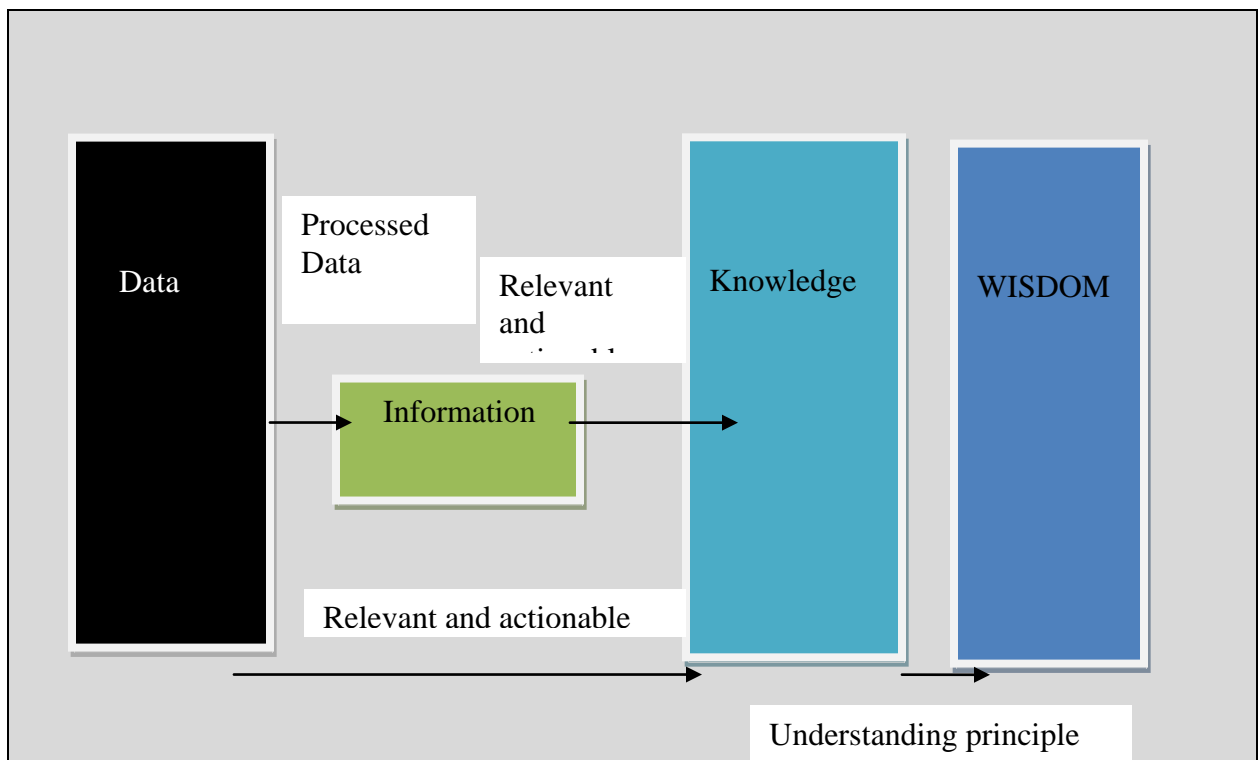 Data
Processed
Data
Relevant
and
Information
Knowledge
WISDOM
Relevant and actionable
Understanding principle